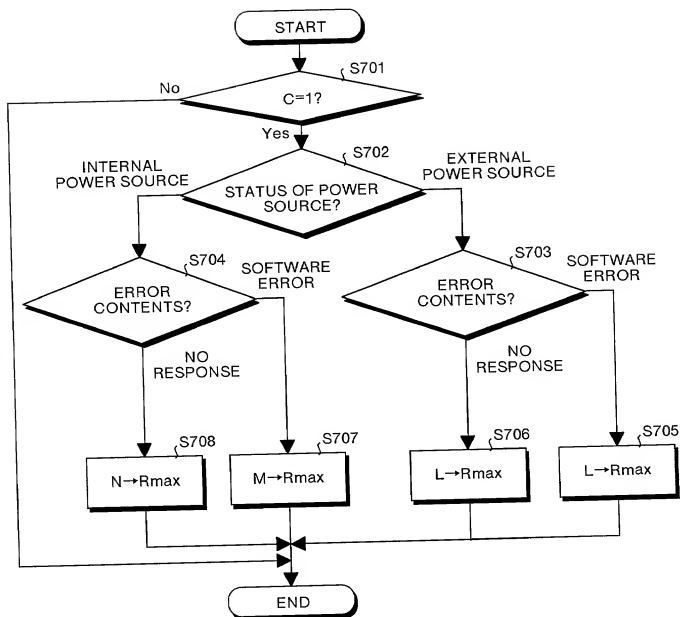 START
S701
No
C=1?
Yes
S702
INTERNAL
POWER SOURCE
EXTERNAL
POWER SOURCE
STATUS OF POWER
SOURCE?
S704
SOFTWARE
ERROR
S703
SOFTWARE
ERROR
ERROR
CONTENTS?
ERROR
CONTENTS?
NO
RESPONSE
NO
RESPONSE
S708
S707
S706
S705
N→Rmax
M→Rmax
L→Rmax
L→Rmax
END